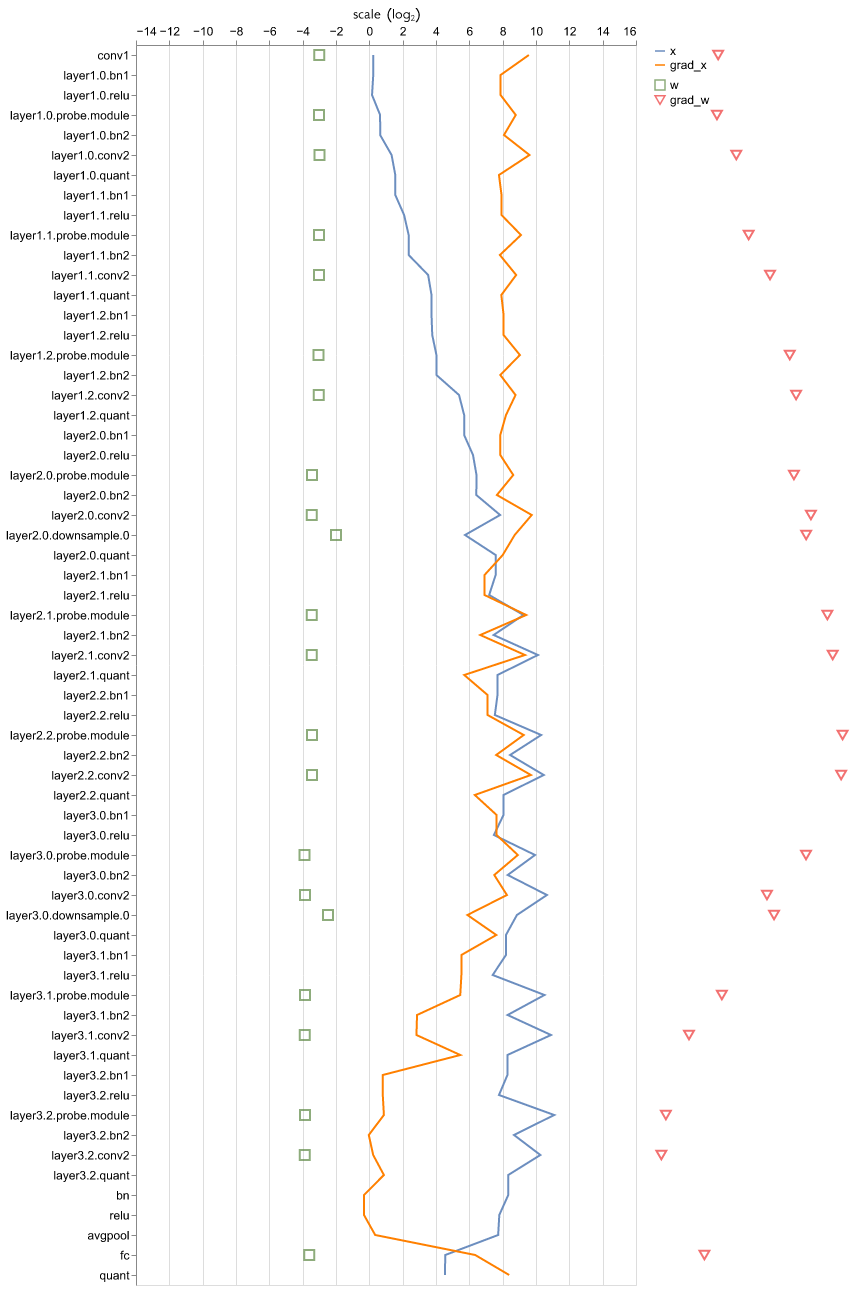 scale (log₂)
−14 −12 −10 −8 −6 −4 −2 0 2 4 6 8 10 12 14 16
x
grad_x
w
grad_w
conv1
layer1.0.bn1
layer1.0.relu
layer1.0.probe.module
layer1.0.bn2
layer1.0.conv2
layer1.0.quant
layer1.1.bn1
layer1.1.relu
layer1.1.probe.module
layer1.1.bn2
layer1.1.conv2
layer1.1.quant
layer1.2.bn1
layer1.2.relu
layer1.2.probe.module
layer1.2.bn2
layer1.2.conv2
layer1.2.quant
layer2.0.bn1
layer2.0.relu
layer2.0.probe.module
layer2.0.bn2
layer2.0.conv2
layer2.0.downsample.0
layer2.0.quant
layer2.1.bn1
layer2.1.relu
layer2.1.probe.module
layer2.1.bn2
layer2.1.conv2
layer2.1.quant
layer2.2.bn1
layer2.2.relu
layer2.2.probe.module
layer2.2.bn2
layer2.2.conv2
layer2.2.quant
layer3.0.bn1
layer3.0.relu
layer3.0.probe.module
layer3.0.bn2
layer3.0.conv2
layer3.0.downsample.0
layer3.0.quant
layer3.1.bn1
layer3.1.relu
layer3.1.probe.module
layer3.1.bn2
layer3.1.conv2
layer3.1.quant
layer3.2.bn1
layer3.2.relu
layer3.2.probe.module
layer3.2.bn2
layer3.2.conv2
layer3.2.quant
bn
relu
avgpool
fc
quant